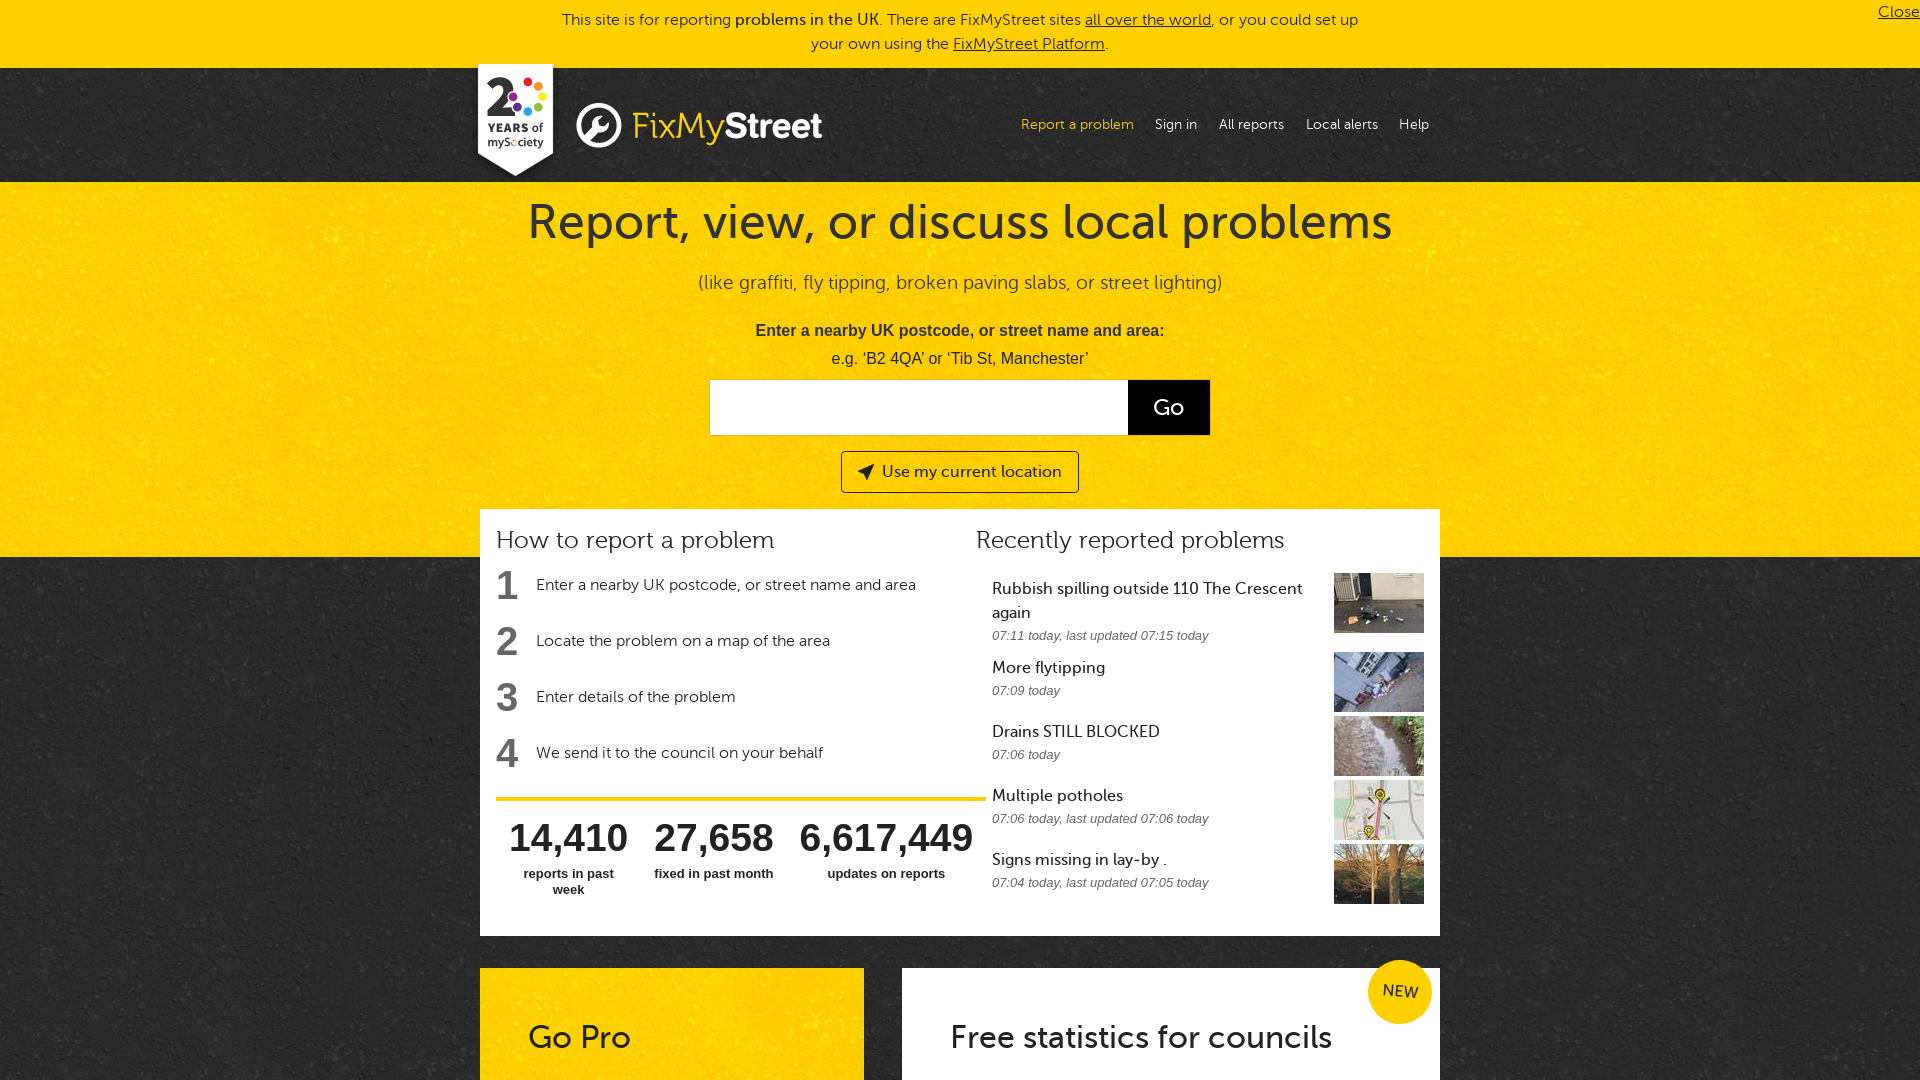 This site is for reporting problems in the UK. There are FixMyStreet sites all over the world, or you could set up
your own using the FixMyStreet Platform.
Close
20
YEARS of
mySociety
FixMyStreet
Report a problem
Sign in
All reports
Local alerts
Help
Report, view, or discuss local problems
(like graffiti, fly tipping, broken paving slabs, or street lighting)
Enter a nearby UK postcode, or street name and area:
e.g. ‘B2 4QA’ or ‘Tib St, Manchester’
Go
Use my current location
How to report a problem
1 Enter a nearby UK postcode, or street name and area
2 Locate the problem on a map of the area
3 Enter details of the problem
4 We send it to the council on your behalf
14,410
reports in past
week
27,658
fixed in past month
6,617,449
updates on reports
Recently reported problems
Rubbish spilling outside 110 The Crescent
again
07:11 today, last updated 07:15 today
More flytipping
07:09 today
Drains STILL BLOCKED
07:06 today
Multiple potholes
07:06 today, last updated 07:06 today
Signs missing in lay-by .
07:04 today, last updated 07:05 today
Go Pro
NEW
Free statistics for councils